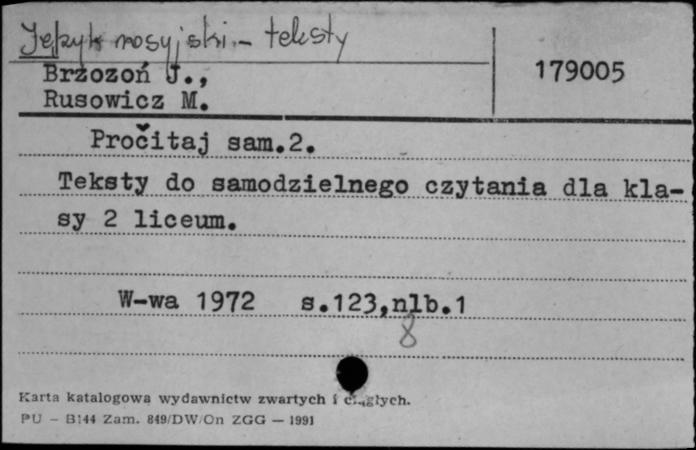 Język rosyjski - teksty
Brzozoń J., 179005
Rusowicz M.
Pročitaj sam.2.
Teksty do samodzielnego czytania dla kla-
sy 2 liceum.
W-wa 1972 s.123,nlb.1
8
Karta katalogowa wydawnictw zwartych i ciągłych.
PU - B144 Zam. 849/DW/On ZGG — 1991